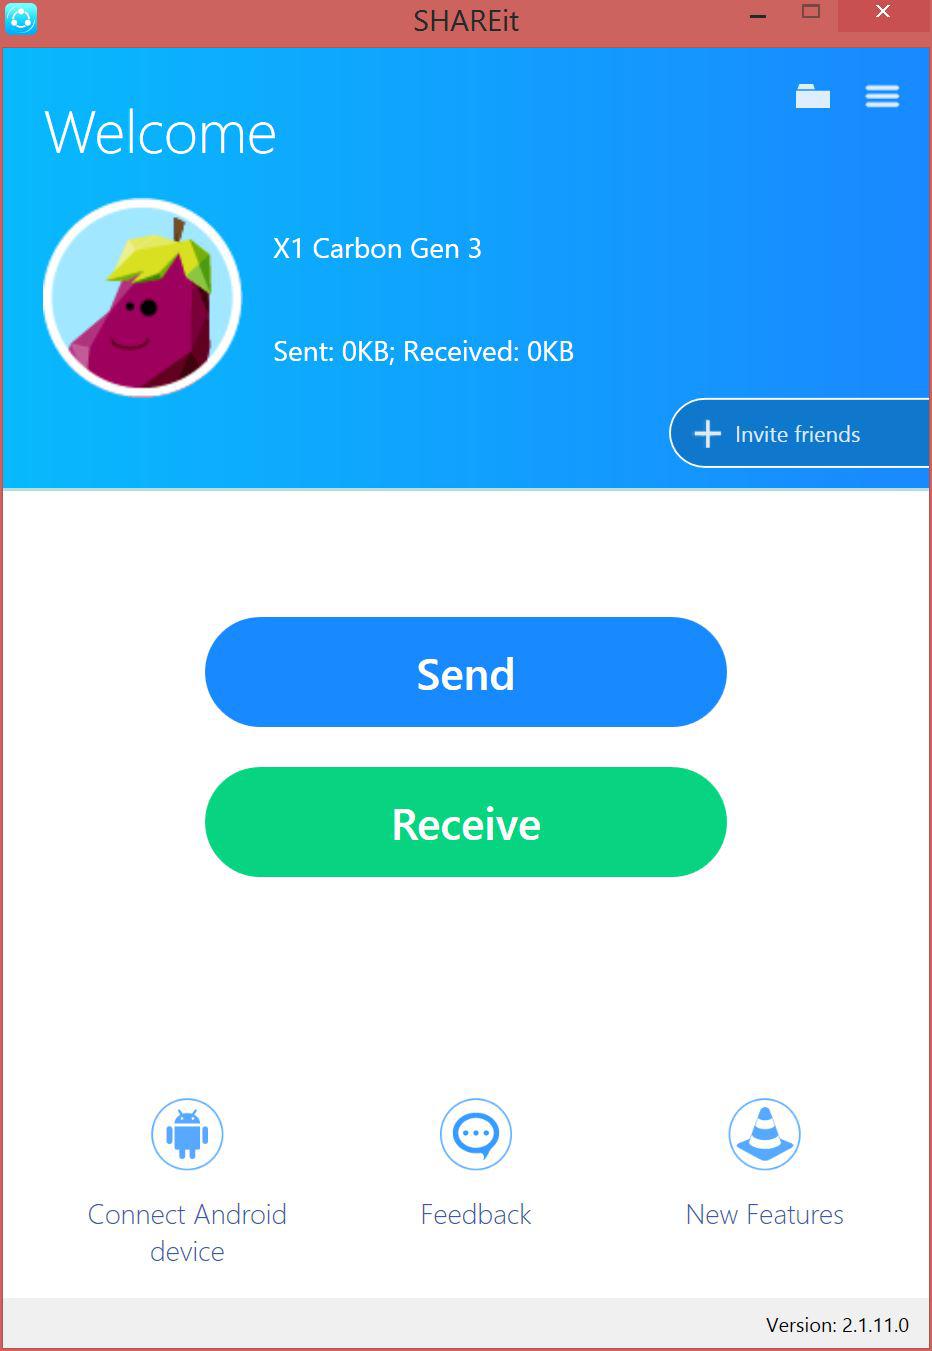 SHAREit
Welcome
X1 Carbon Gen 3
Sent: 0KB; Received: 0KB
Invite friends
Send
Receive
Connect Android
device
Feedback
New Features
Version: 2.1.11.0